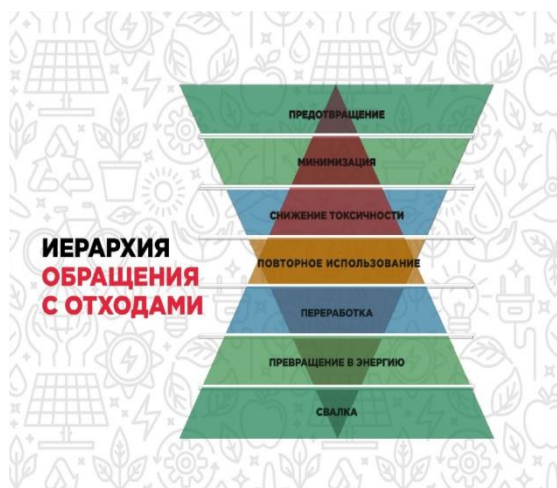 ИЕРАРХИЯ
ОБРАЩЕНИЯ
С ОТХОДАМИ
ПРЕДОТВРАЩЕНИЕ
МИНИМИЗАЦИЯ
СНИЖЕНИЕ ТОКСИЧНОСТИ
ПОВТОРНОЕ ИСПОЛЬЗОВАНИЕ
ПЕРЕРАБОТКА
ПРЕВРАЩЕНИЕ В ЭНЕРГИЮ
СВАЛКА